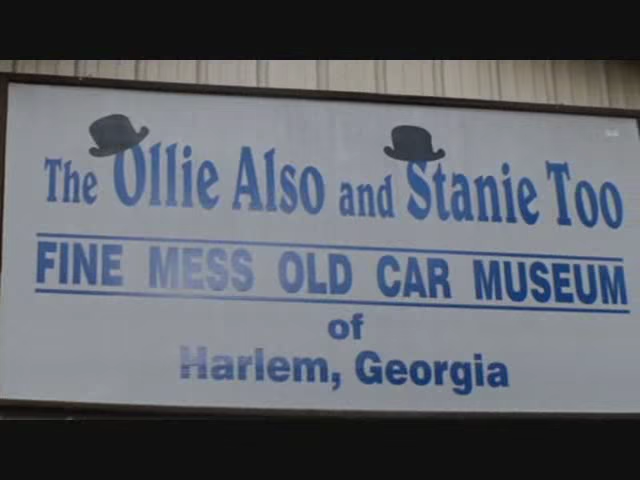 The Ollie Also and Stanie Too
FINE MESS OLD CAR MUSEUM
of
Harlem, Georgia